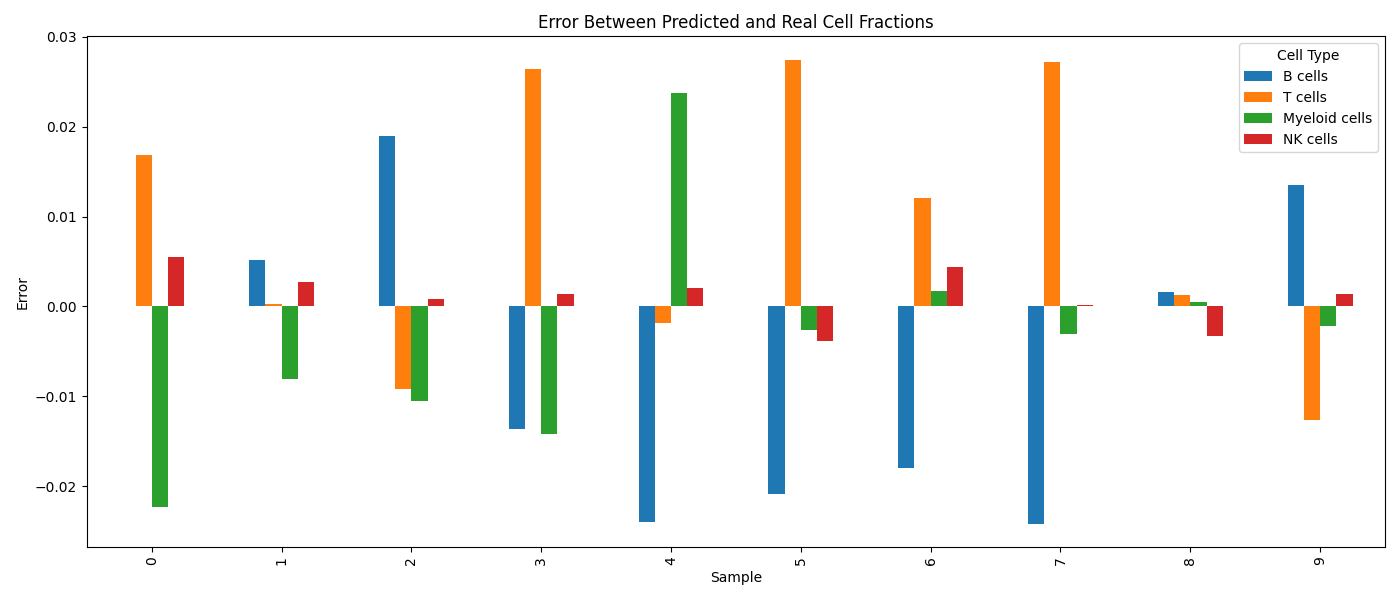 Error Between Predicted and Real Cell Fractions
0.03
0.02
0.01
0.00
−0.01
−0.02
Error
Cell Type
B cells
T cells
Myeloid cells
NK cells
0
1
2
3
4
5
6
7
8
9
Sample